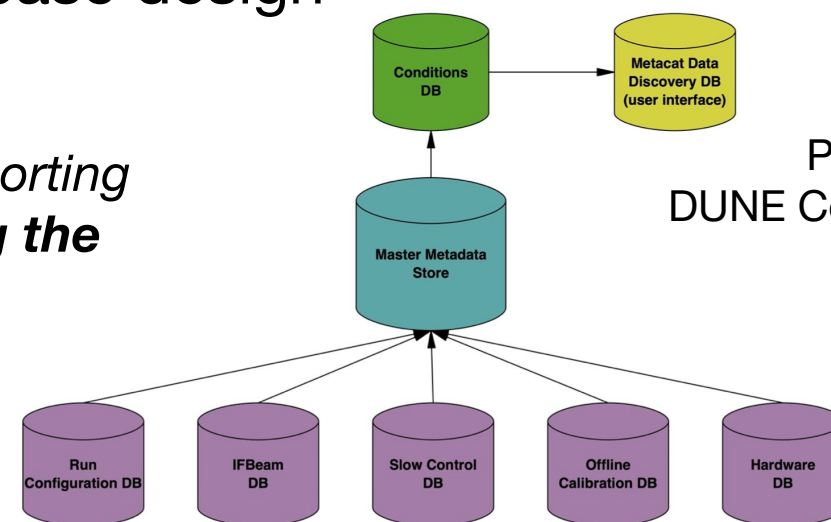 design
Conditions
DB
Metacat Data
Discovery DB
(user interface)
orting
the
DUNE
Master Metadata
Store
Run
Configuration DB
IFBeam
DB
Slow Control
DB
Offline
Calibration DB
Hardware
DB